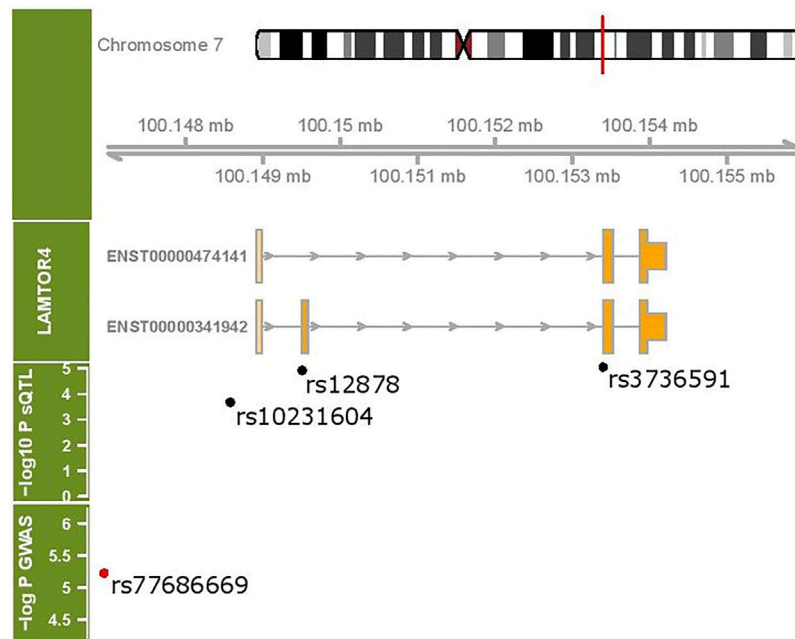 Chromosome 7
100.148 mb 100.15 mb 100.152 mb 100.154 mb
100.149 mb 100.151 mb 100.153 mb 100.155 mb
LAMTOR4
ENST00000474141
ENST00000341942
−log10 P sQTL
5
4
3
2
1
0
rs12878
rs3736591
rs10231604
−log P GWAS
6
5.5
5
4.5
rs77686669